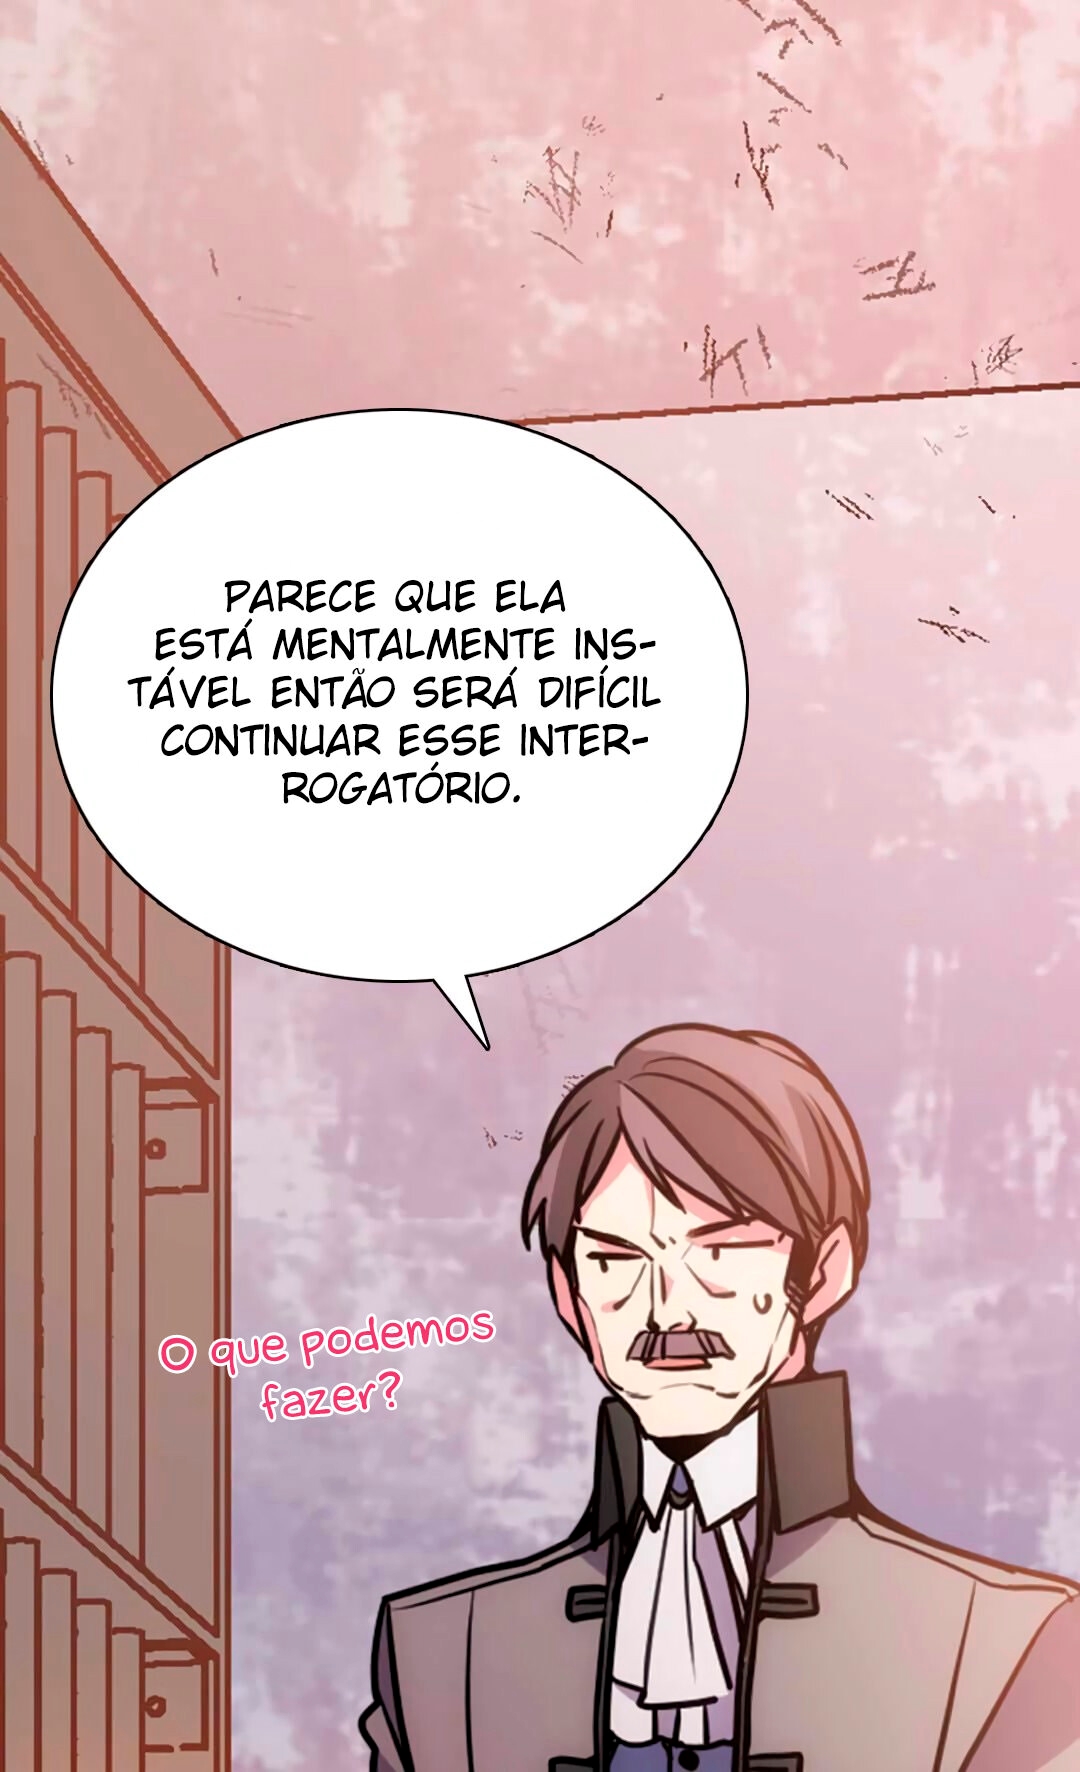 PARECE QUE ELA
ESTÁ MENTALMENTE INS-
TÁVEL ENTÃO SERÁ DIFÍCIL
CONTINUAR ESSE INTER-
ROGATÓRIO.
O que podemos
fazer?